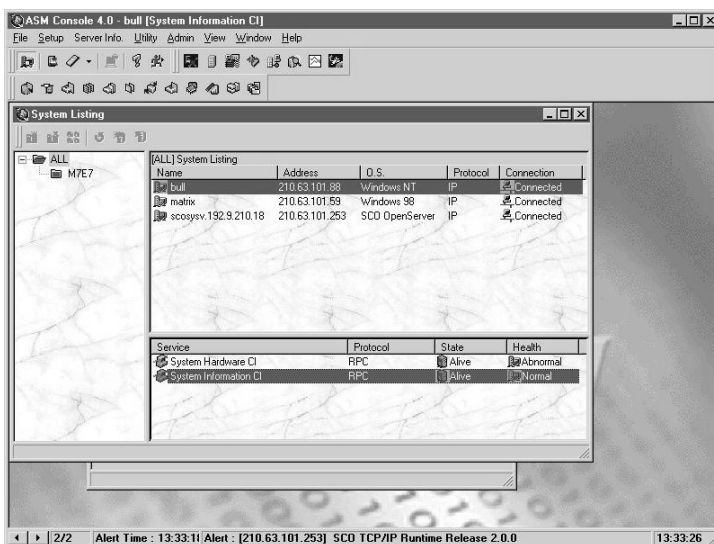 ASM Console 4.0 - bull [System Information CI]
File Setup Server Info. Utility Admin View Window Help
System Listing
ALL
M7E7
[ALL] System Listing
Name Address O.S. Protocol Connection
bull 210.63.101.88 Windows NT IP Connected
matrix 210.63.101.59 Windows 98 IP Connected
scosysv.192.9.210.18 210.63.101.253 SCO OpenServer IP Connected
Service Protocol State Health
System Hardware CI RPC Alive Abnormal
System Information CI RPC Alive Normal
2/2 Alert Time : 13:33:18 Alert : [210.63.101.253] SCO TCP/IP Runtime Release 2.0.0 13:33:26